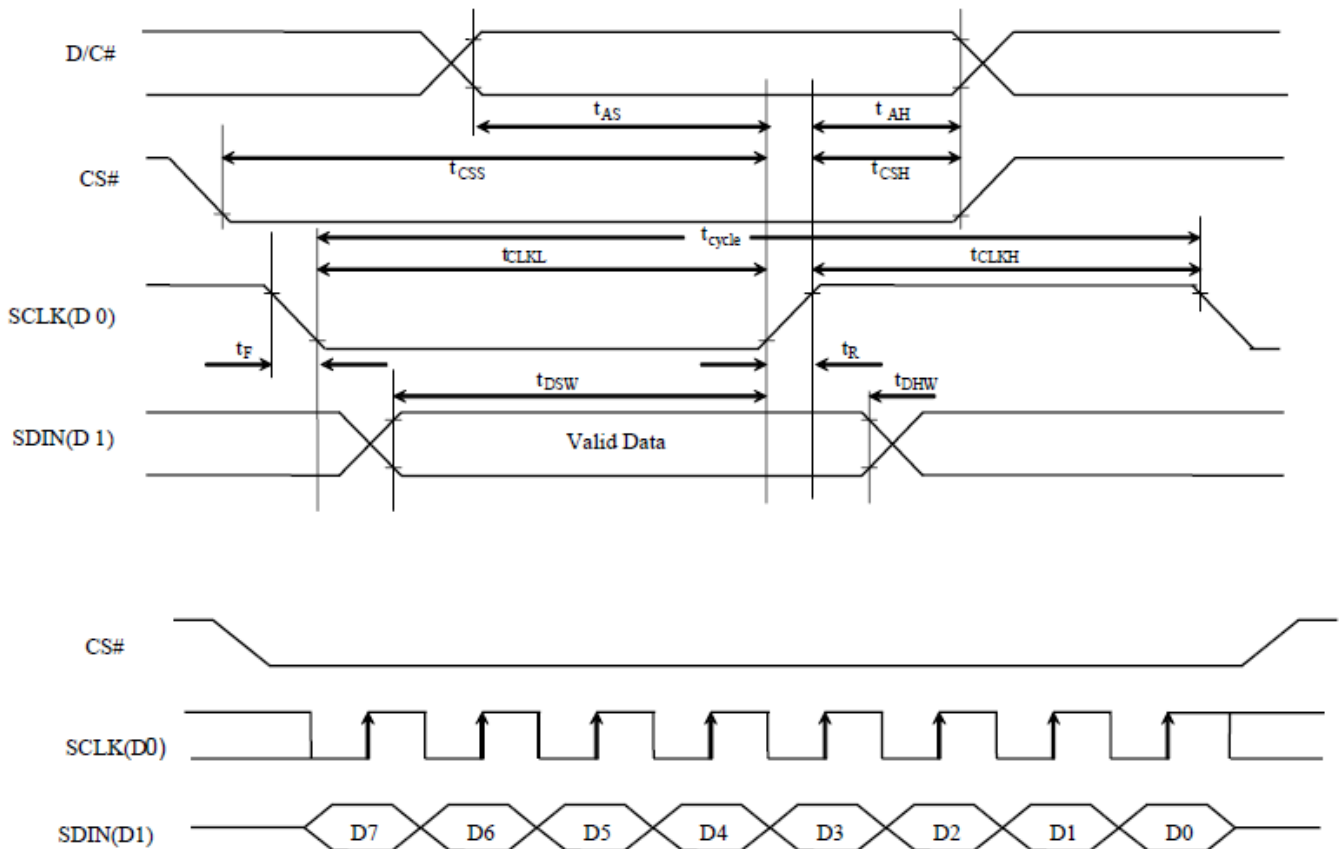 D/C#
tAS
t AH
CS#
tCSS
tCSH
tcycle
tCLKL
tCLKH
SCLK(D 0)
tF
tR
tDSW
tDHW
SDIN(D 1)
Valid Data
CS#
SCLK(D0)
SDIN(D1)
D7 D6 D5 D4 D3 D2 D1 D0